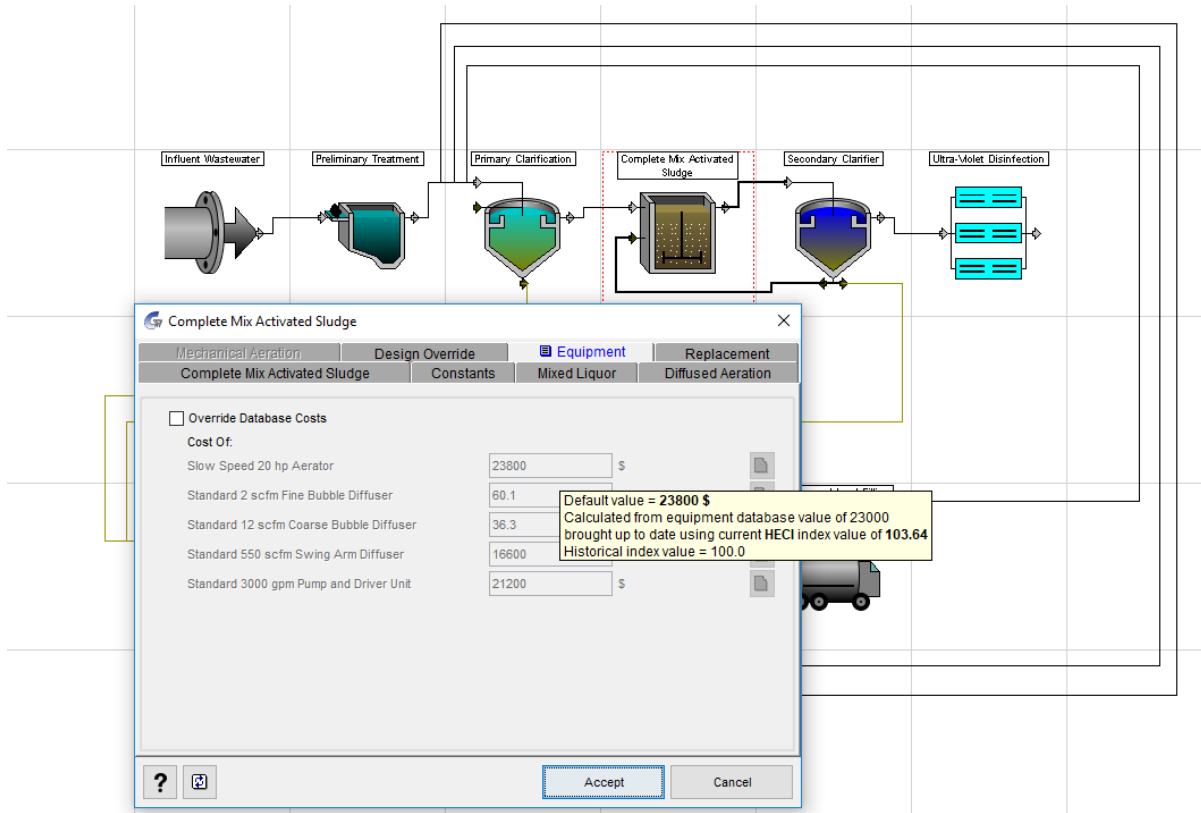 Influent Wastewater
Preliminary Treatment
Primary Clarification
Complete Mix Activated
Sludge
Secondary Clarifier
Ultra-Violet Disinfection
Complete Mix Activated Sludge
Mechanical Aeration
Design Override
Equipment
Replacement
Complete Mix Activated Sludge
Constants
Mixed Liquor
Diffused Aeration
Override Database Costs
Cost Of:
Slow Speed 20 hp Aerator 23800 $
Standard 2 scfm Fine Bubble Diffuser 60.1
Standard 12 scfm Coarse Bubble Diffuser 36.3
Standard 550 scfm Swing Arm Diffuser 16600
Standard 3000 gpm Pump and Driver Unit 21200 $
Default value = 23800 $
Calculated from equipment database value of 23000
brought up to date using current HECI index value of 103.64
Historical index value = 100.0
?
Accept
Cancel